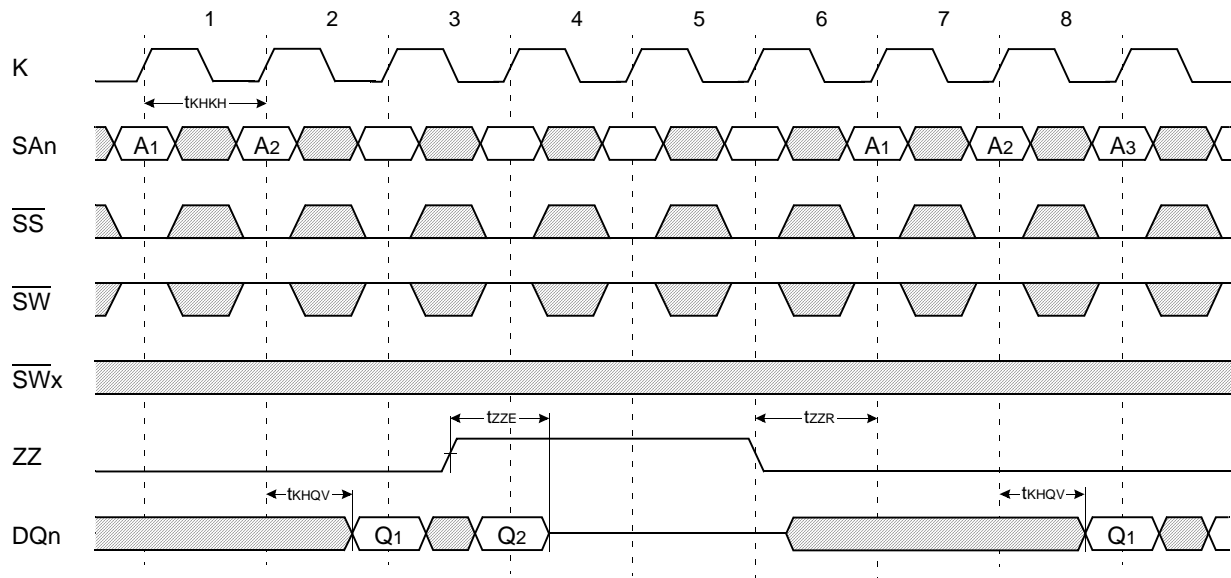 1 2 3 4 5 6 7 8
K
tKHKH
SAn A1 A2 A1 A2 A3
SS
SW
SWx
tZZE tZZR
ZZ
tKHQV tKHQV
DQn Q1 Q2 Q1